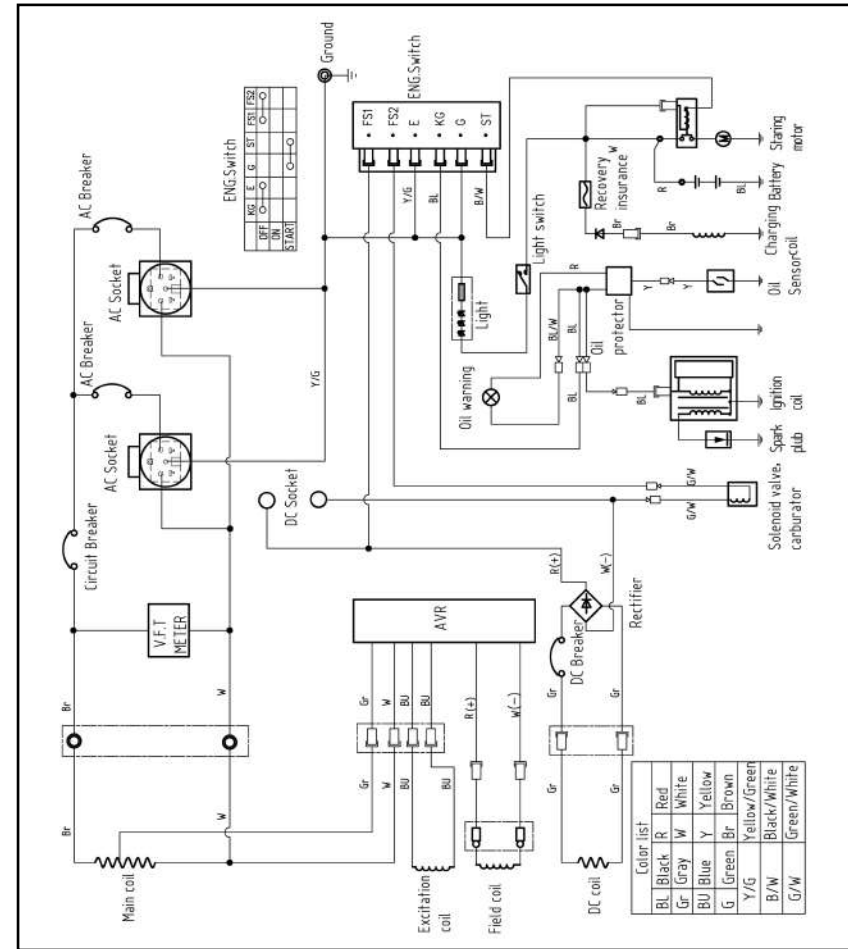 Ground
AC Breaker
ENG.Switch
KG E G ST FS1 FS2
OFF
ON
START
AC Socket
AC Breaker
AC Socket
Circuit Breaker
V.F.T
METER
Br
W
Br
W
Main coil
Y/G
ENG.Switch
FS1
FS2
E
KG
G
ST
Y/G
BL
B/W
Light switch
Light
Oil warning
DC Socket
R
BL/W
BL
BL
BL
Oil
protector
Recovery
insurance
W
R
Br
Br
BL
Y
Y
Staring
motor
M
Battery
Charging
coil
Oil
Sensor
Ignition
coil
Spark
plub
Solenoid valve,
carburator
G/W
G/W
G/W
R(+)
W(-)
Rectifier
DC Breaker
AVR
Gr
W
BU
BU
R(+)
W(-)
Gr
W
BU
BU
Gr
Gr
Gr
Gr
Excitation
coil
Field coil
DC coil
Color list
BL Black R Red
Gr Gray W White
BU Blue Y Yellow
G Green Br Brown
Y/G Yellow/Green
B/W Black/White
G/W Green/White